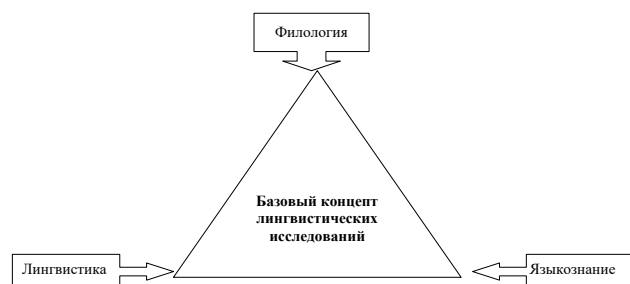 Филология
Базовый концепт
лингвистических
исследований
Лингвистика
Языкознание